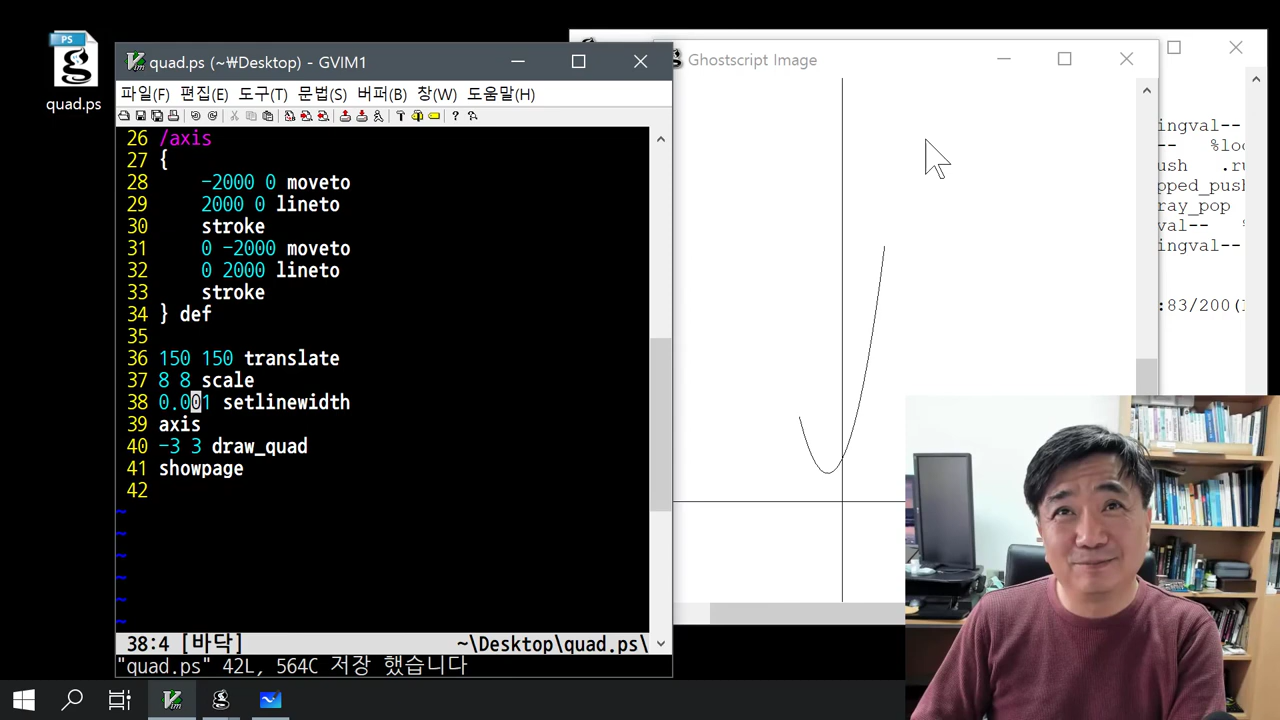 PS
quad.ps
quad.ps (~₩Desktop) - GVIM1
파일(F) 편집(E) 도구(T) 문법(S) 버퍼(B) 창(W) 도움말(H)
26 /axis
27 {
28 -2000 0 moveto
29 2000 0 lineto
30 stroke
31 0 -2000 moveto
32 0 2000 lineto
33 stroke
34 } def
35
36 150 150 translate
37 8 8 scale
38 0.001 setlinewidth
39 axis
40 -3 3 draw_quad
41 showpage
42
~
~
~
~
~
~
38:4 [바닥] ~\Desktop\quad.ps\
"quad.ps" 42L, 564C 저장 했습니다
Ghostscript Image
ingval--
-- %loo
ush .ru
pped_push
ray_pop
val--
ingval--
:83/200(